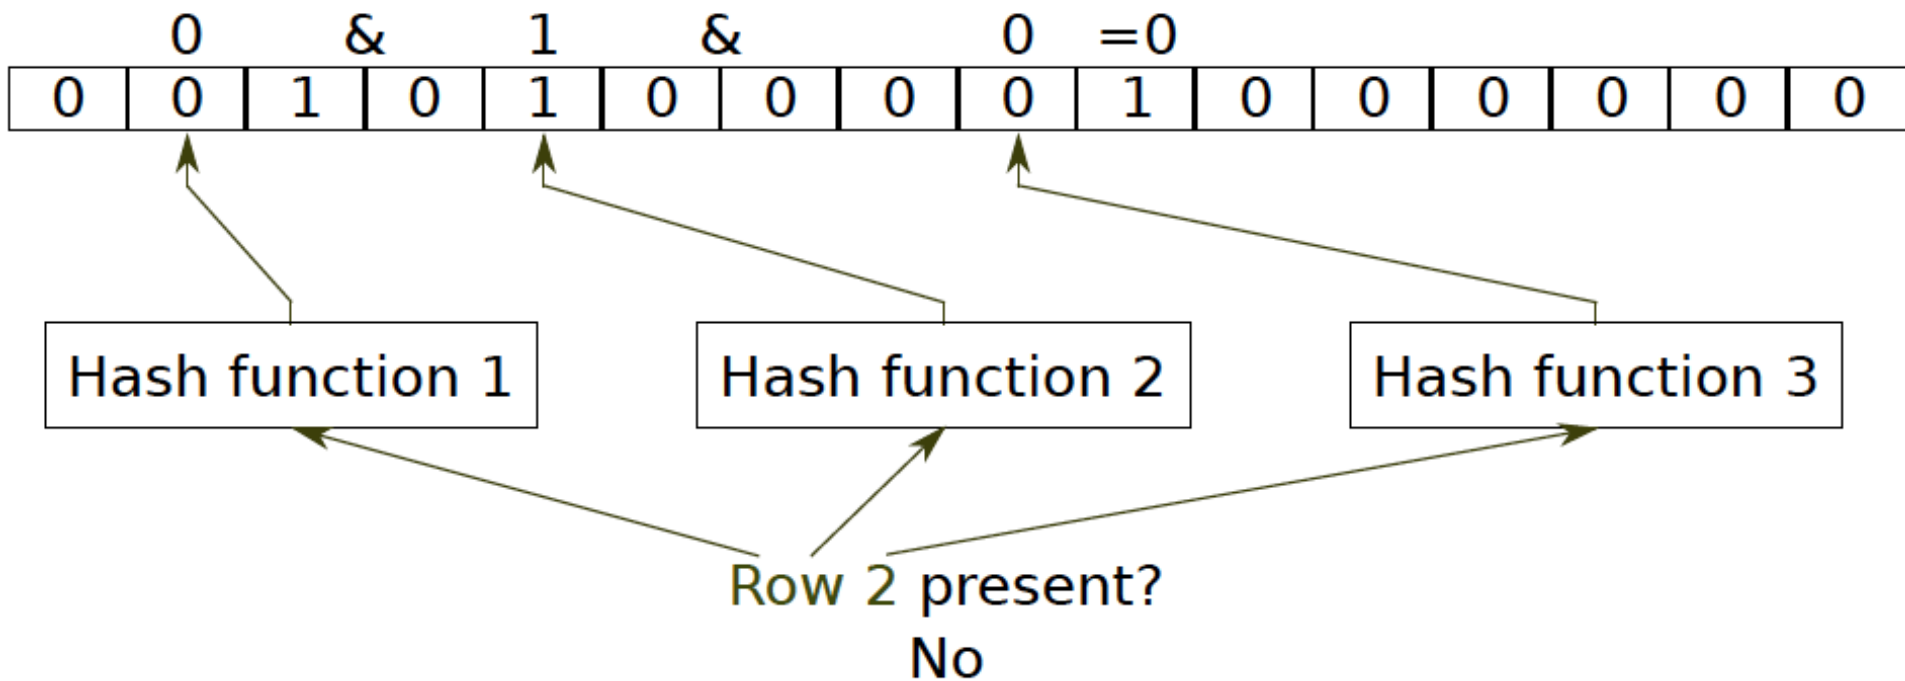 0 & 1 & 0 =0
0 0 1 0 1 0 0 0 0 1 0 0 0 0 0 0
Hash function 1 Hash function 2 Hash function 3
Row 2 present?
No